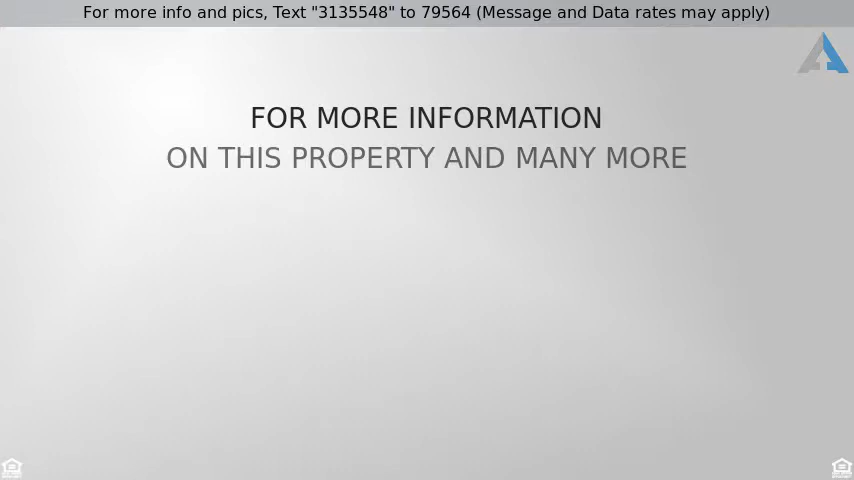 For more info and pics, Text "3135548" to 79564 (Message and Data rates may apply)
FOR MORE INFORMATION
ON THIS PROPERTY AND MANY MORE